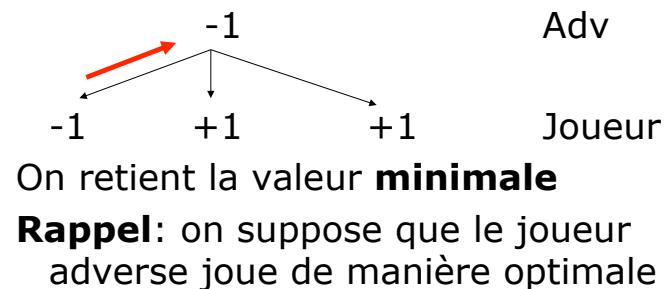 -1 Adv
-1 +1 +1 Joueur
On retient la valeur minimale
Rappel: on suppose que le joueur
adverse joue de manière optimale